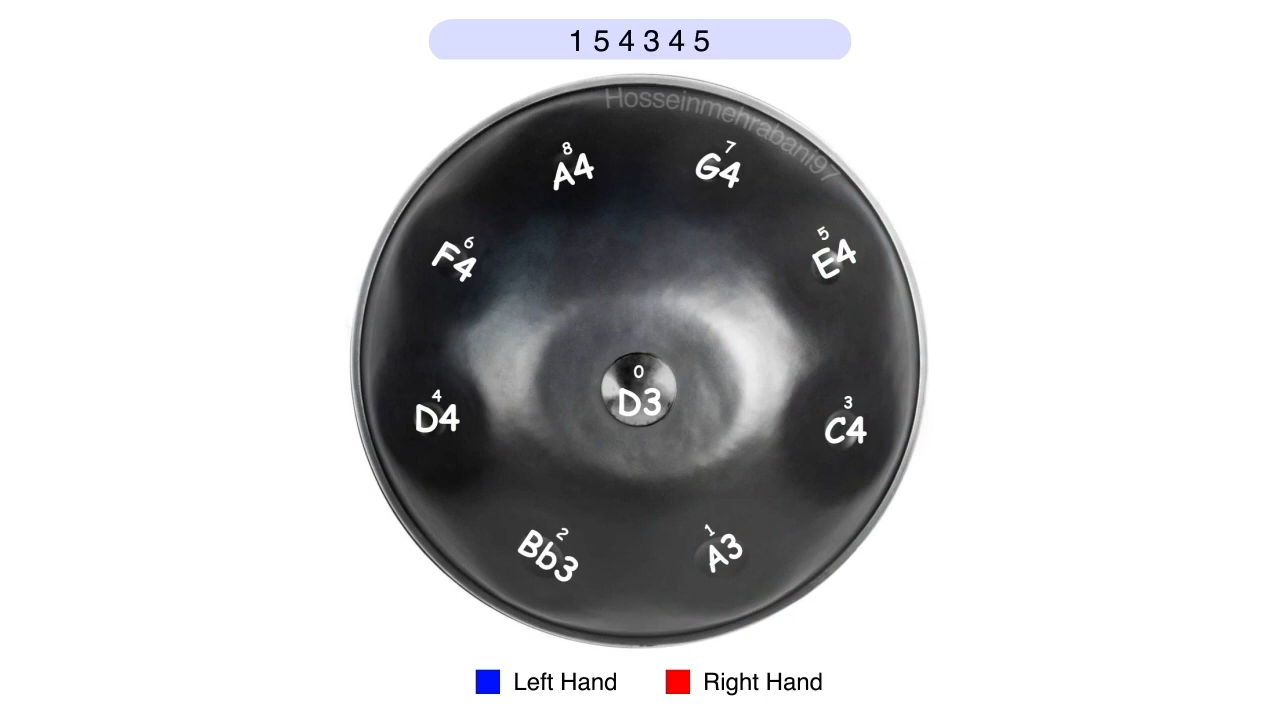 1 5 4 3 4 5
Hosseinmehrabani97
8
A4
7
G4
6
F4
5
E4
0
D3
4
D4
3
C4
2
Bb3
1
A3
Left Hand
Right Hand